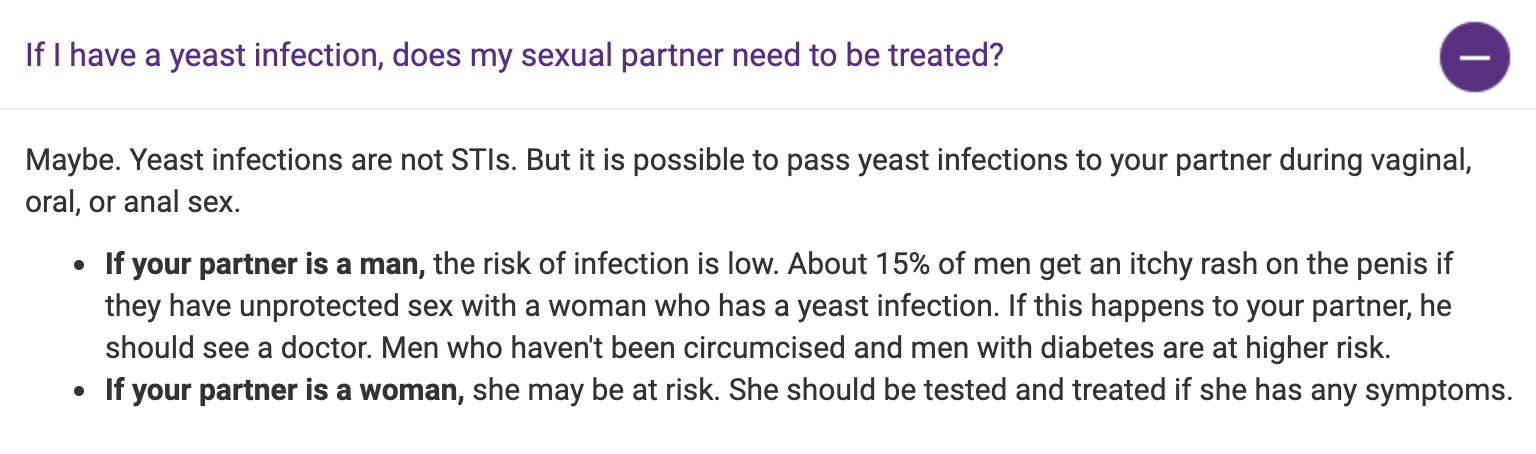 If I have a yeast infection, does my sexual partner need to be treated?
Maybe. Yeast infections are not STIs. But it is possible to pass yeast infections to your partner during vaginal,
oral, or anal sex.
• If your partner is a man, the risk of infection is low. About 15% of men get an itchy rash on the penis if
they have unprotected sex with a woman who has a yeast infection. If this happens to your partner, he
should see a doctor. Men who haven't been circumcised and men with diabetes are at higher risk.
• If your partner is a woman, she may be at risk. She should be tested and treated if she has any symptoms.